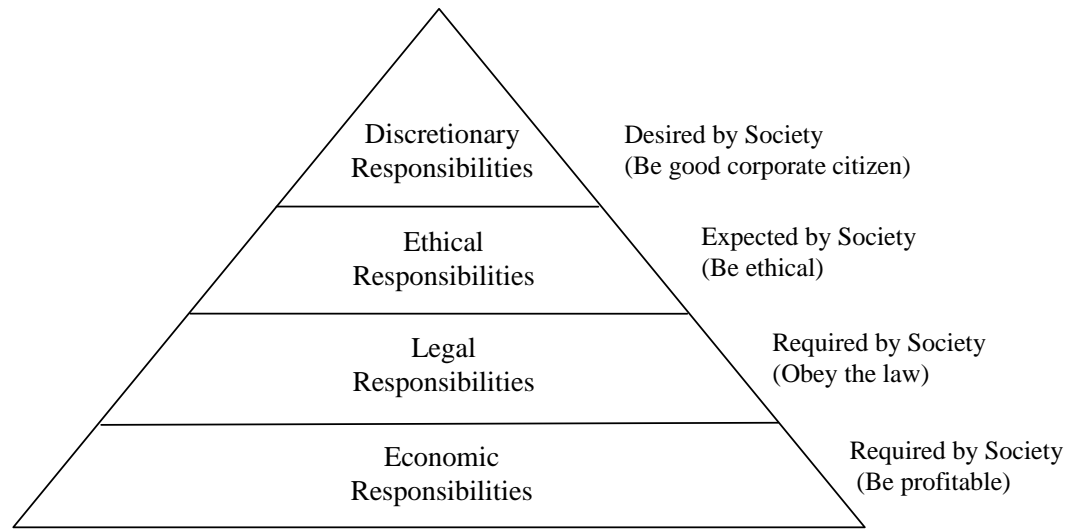 Discretionary
Responsibilities
Desired by Society
(Be good corporate citizen)
Ethical
Responsibilities
Expected by Society
(Be ethical)
Legal
Responsibilities
Required by Society
(Obey the law)
Economic
Responsibilities
Required by Society
(Be profitable)